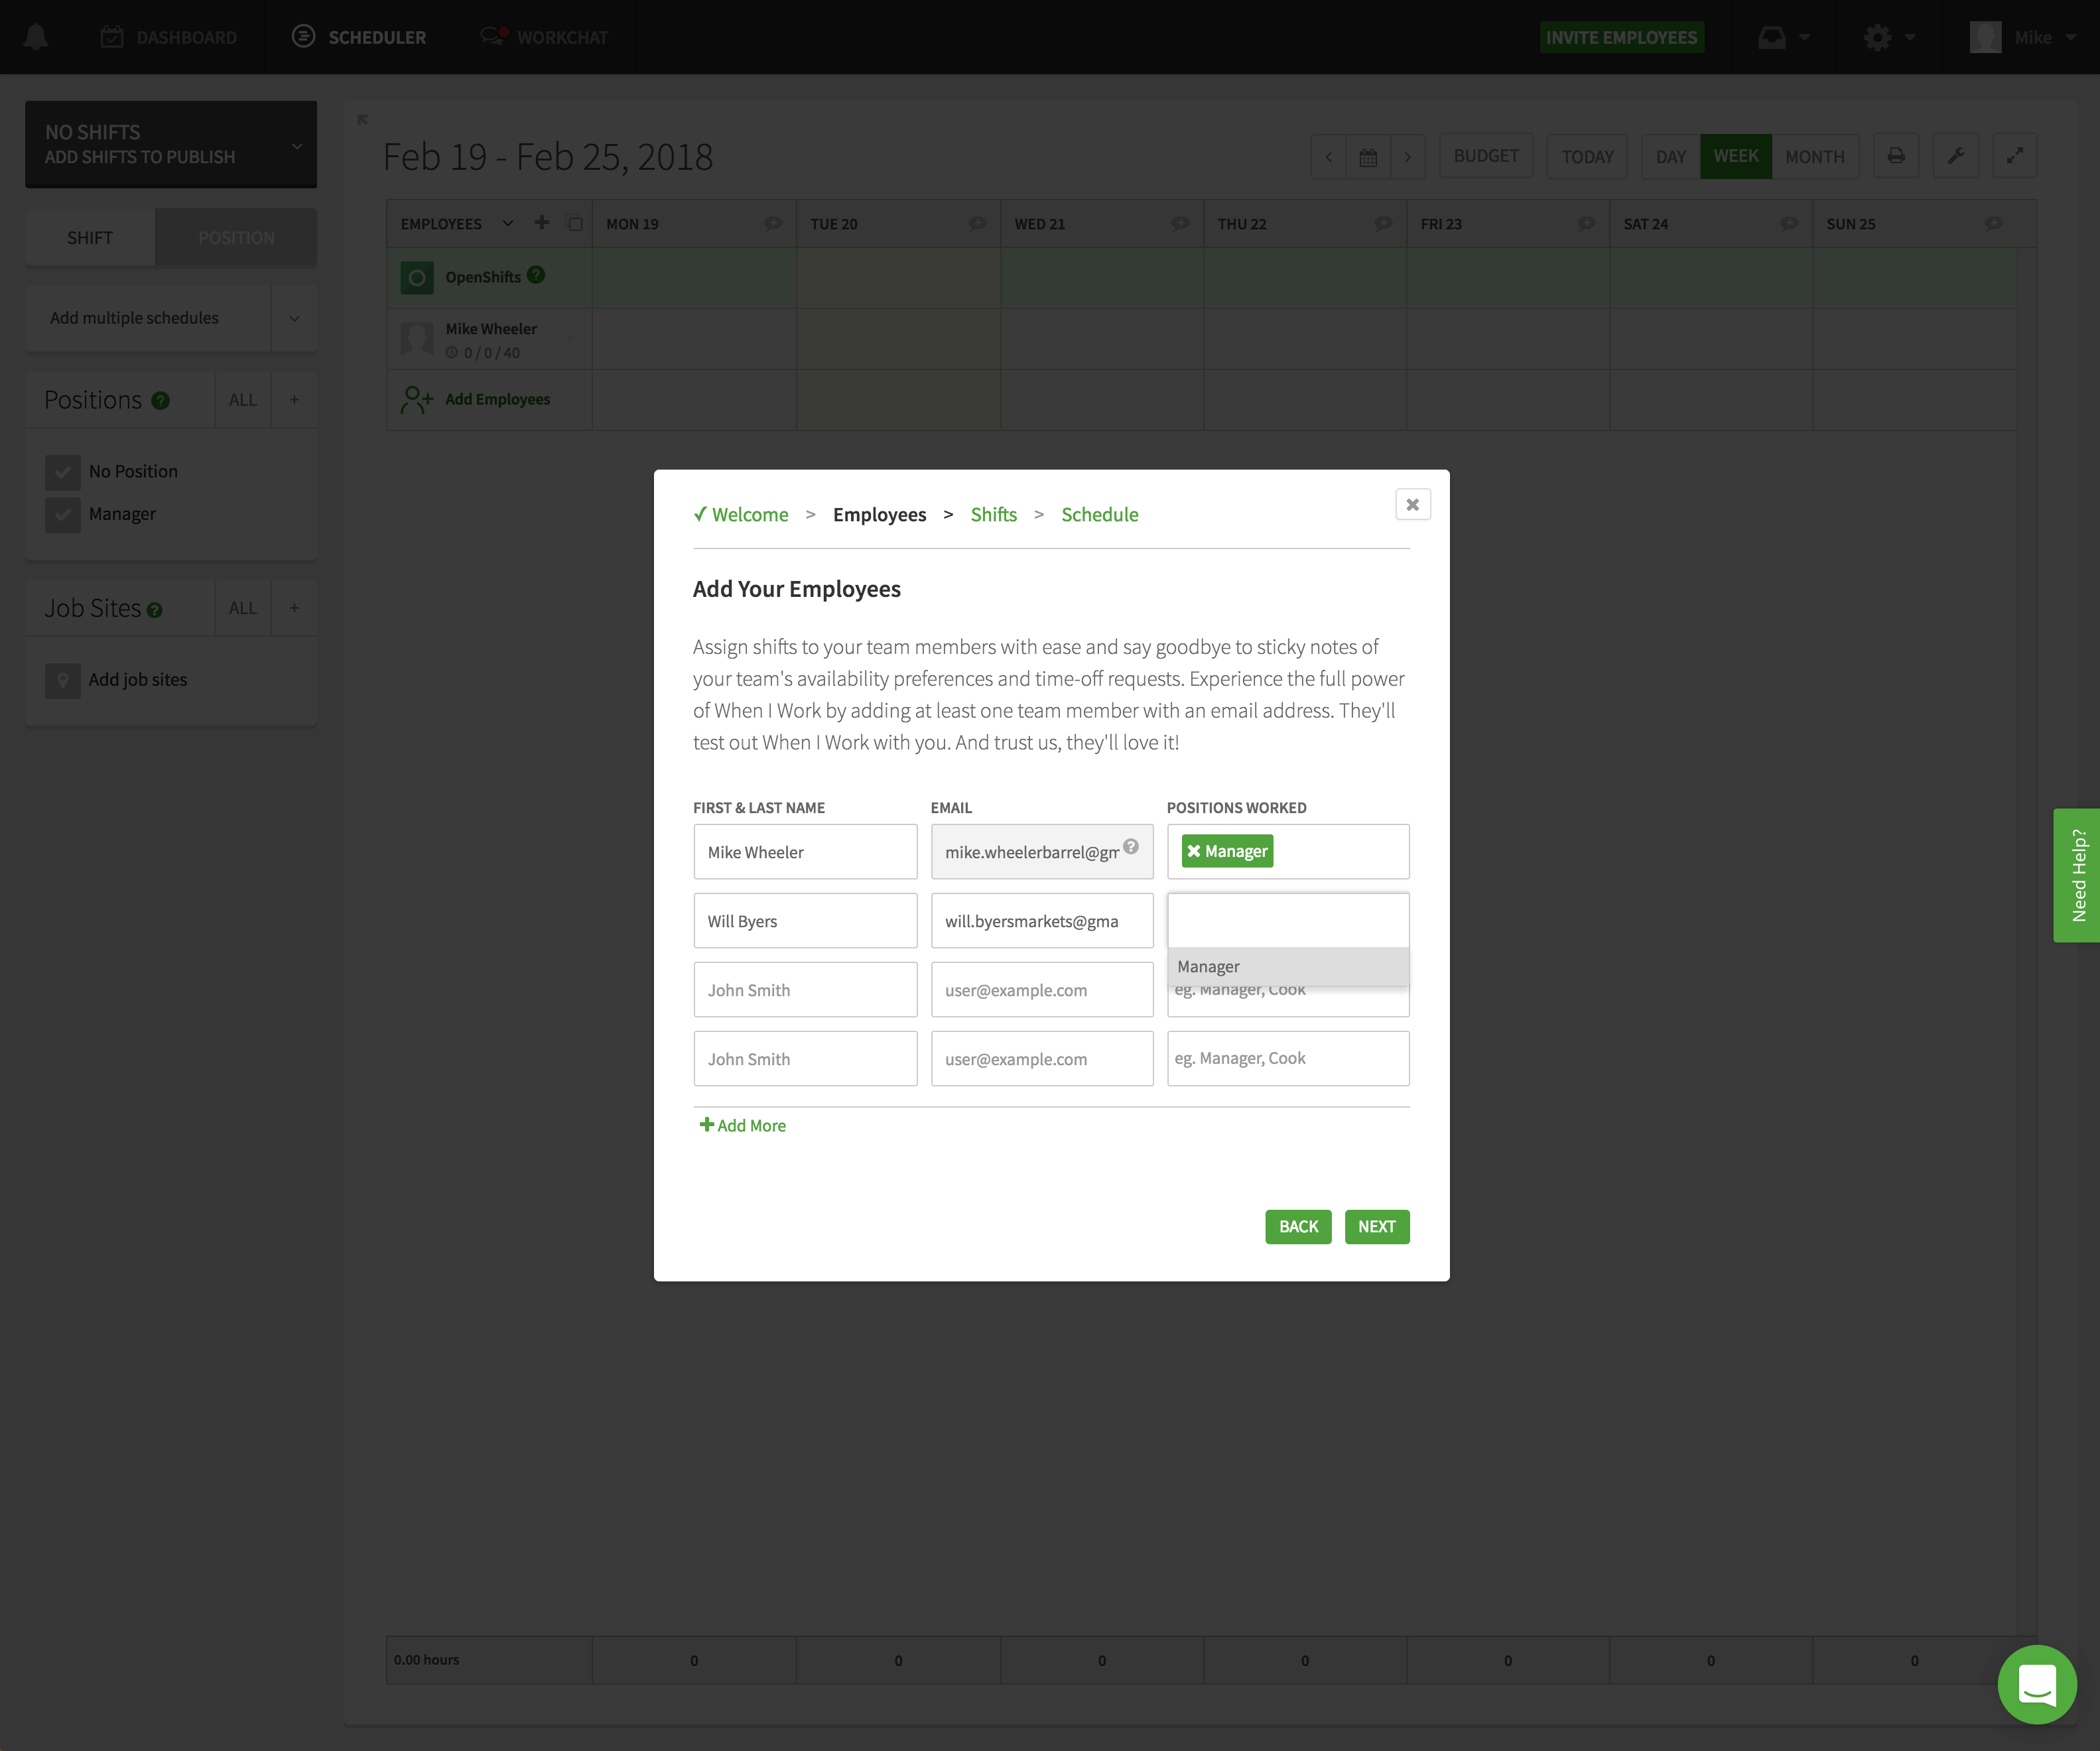 DASHBOARD
SCHEDULER
WORKCHAT
INVITE EMPLOYEES
Mike
NO SHIFTS
ADD SHIFTS TO PUBLISH
SHIFT
POSITION
Add multiple schedules
Positions ?
ALL
+
No Position
Manager
Job Sites ?
ALL
+
Add job sites
Feb 19 - Feb 25, 2018
BUDGET
TODAY
DAY
WEEK
MONTH
EMPLOYEES
MON 19
TUE 20
WED 21
THU 22
FRI 23
SAT 24
SUN 25
OpenShifts ?
Mike Wheeler
0 / 0 / 40
Add Employees
Welcome > Employees > Shifts > Schedule
Add Your Employees
Assign shifts to your team members with ease and say goodbye to sticky notes of
your team's availability preferences and time-off requests. Experience the full power
of When I Work by adding at least one team member with an email address. They'll
test out When I Work with you. And trust us, they'll love it!
FIRST & LAST NAME
EMAIL
POSITIONS WORKED
Mike Wheeler
mike.wheelerbarrel@gm
?
Manager
Will Byers
will.byersmarkets@gma
Manager
John Smith
user@example.com
eg. Manager, Cook
John Smith
user@example.com
eg. Manager, Cook
Add More
BACK
NEXT
Need Help?
0.00 hours
0
0
0
0
0
0
0